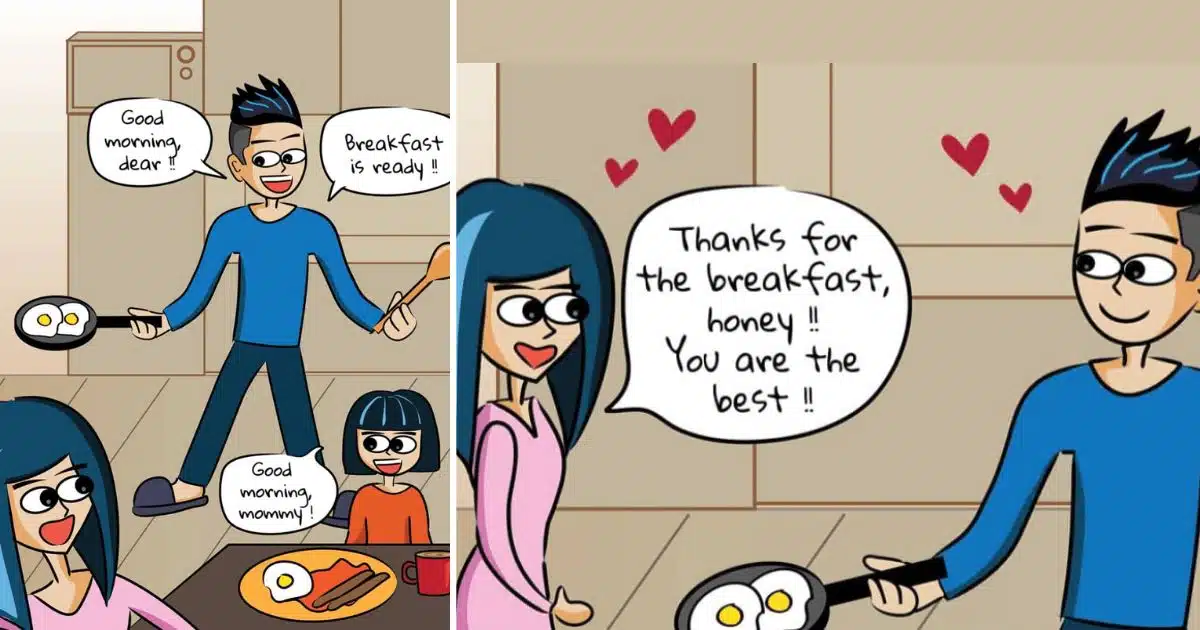 Good
morning,
dear !!
Breakfast
is ready !!
Good
morning,
mommy !
Thanks for
the breakfast,
honey !!
You are the
best !!